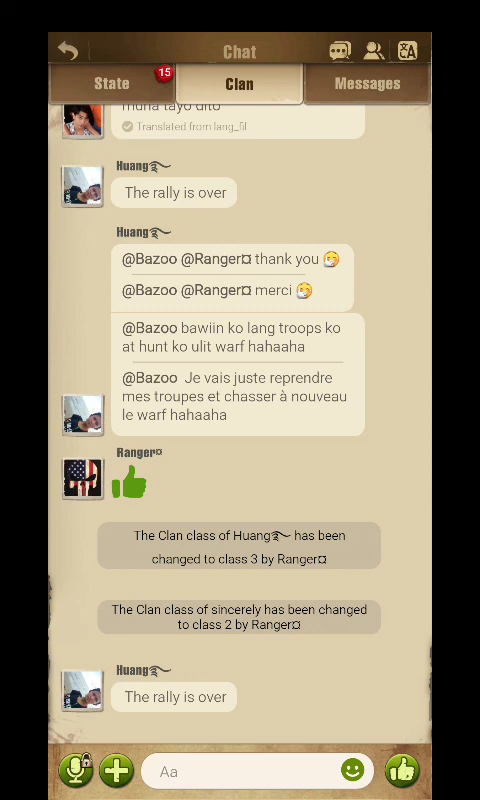 Chat
State
15
Clan
Messages
muna tayo dito
Translated from lang_fil
Huang
The rally is over
Huang
@Bazoo @Ranger¤ thank you
@Bazoo @Ranger¤ merci
@Bazoo bawiin ko lang troops ko
at hunt ko ulit warf hahaaha
@Bazoo Je vais juste reprendre
mes troupes et chasser à nouveau
le warf hahaaha
Ranger¤
The Clan class of Huang has been
changed to class 3 by Ranger¤
The Clan class of sincerely has been changed
to class 2 by Ranger¤
Huang
The rally is over
Aa